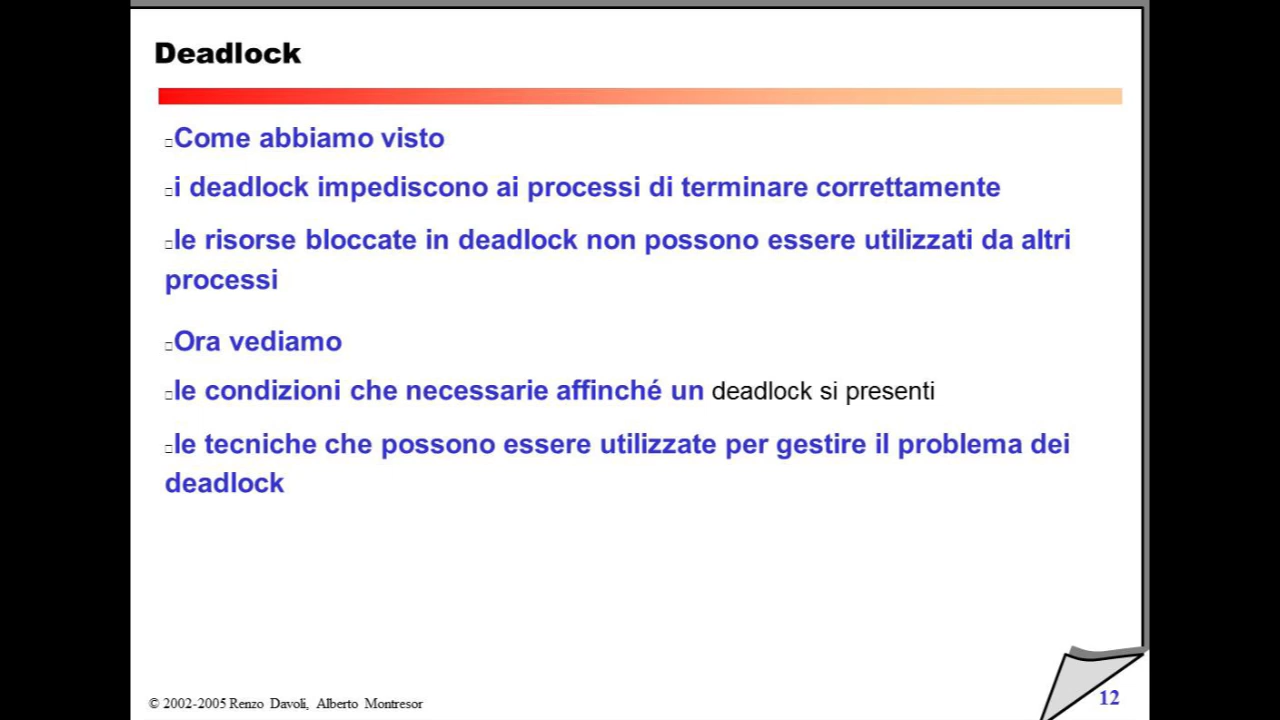 Deadlock
Come abbiamo visto
i deadlock impediscono ai processi di terminare correttamente
le risorse bloccate in deadlock non possono essere utilizzati da altri
processi
Ora vediamo
le condizioni che necessarie affinché un deadlock si presenti
le tecniche che possono essere utilizzate per gestire il problema dei
deadlock
© 2002-2005 Renzo Davoli, Alberto Montresor
12